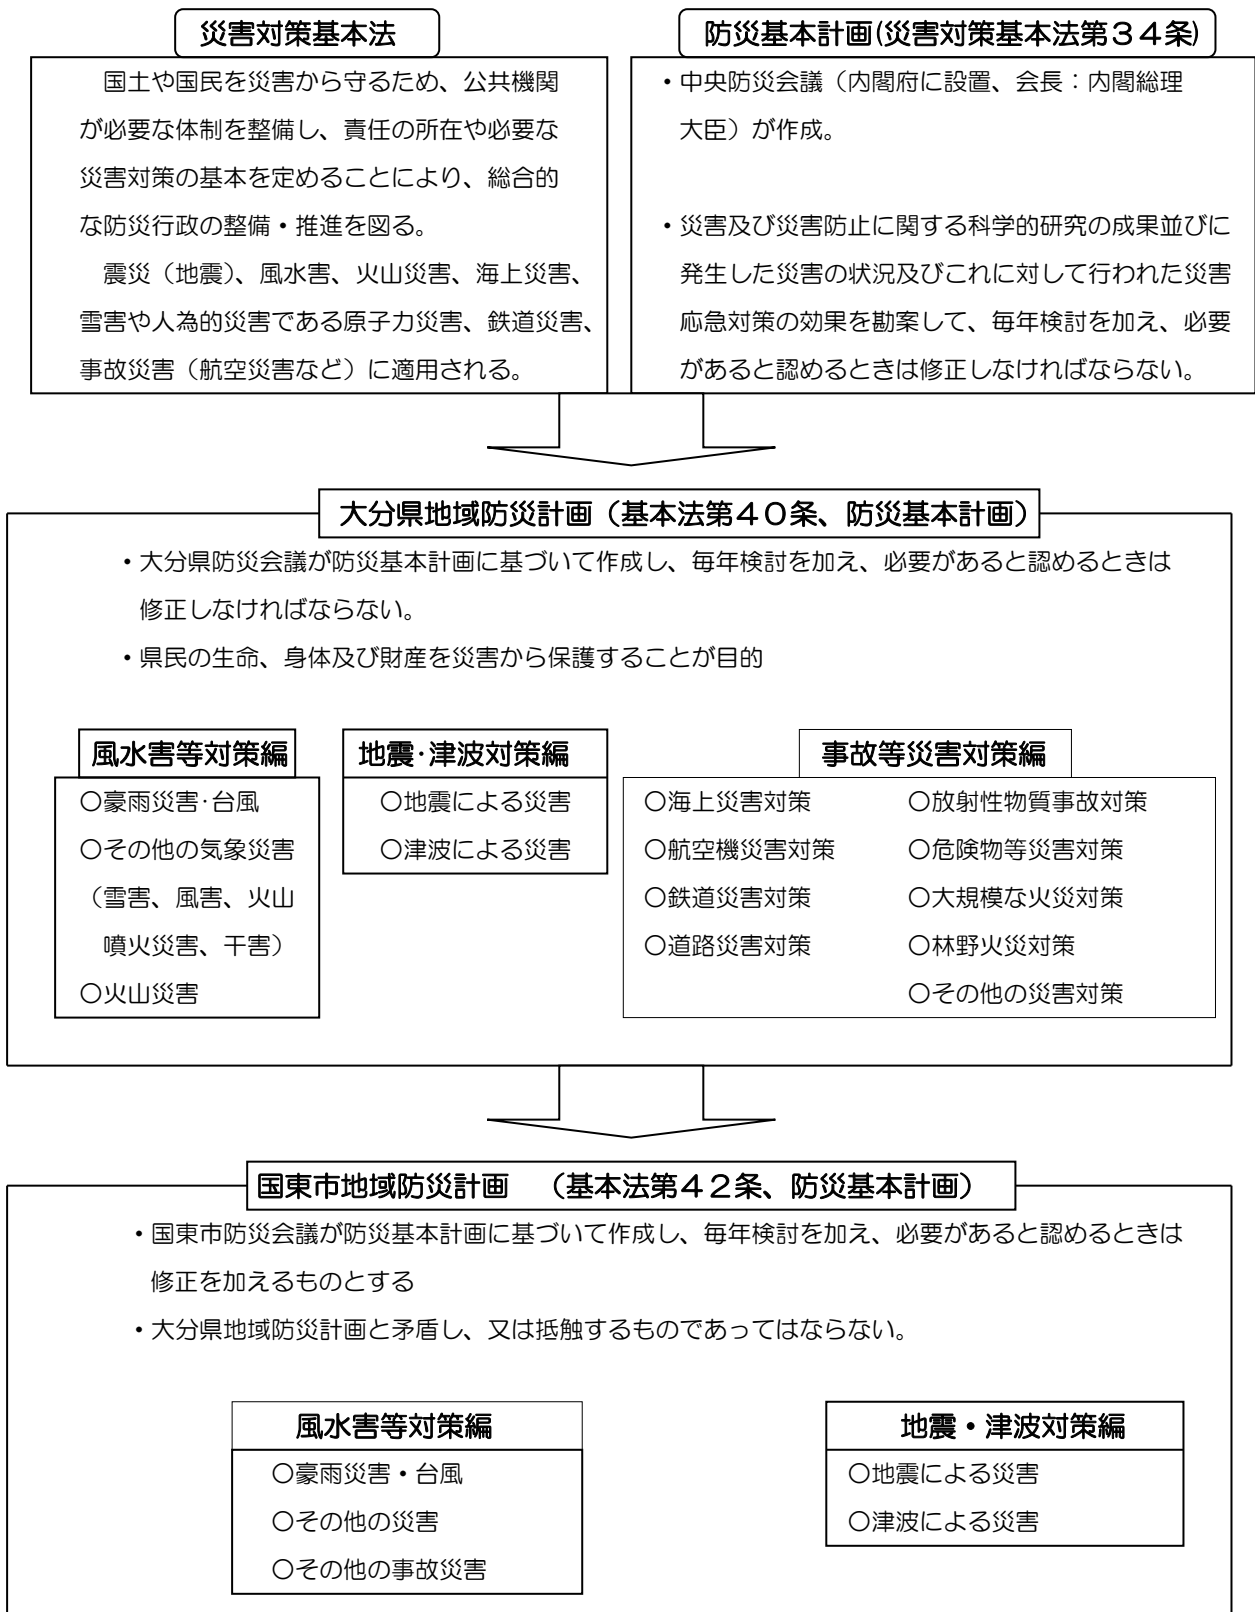 災害対策基本法
国土や国民を災害から守るため、公共機関
が必要な体制を整備し、責任の所在や必要な
災害対策の基本を定めることにより、総合的
な防災行政の整備・推進を図る。
震災（地震）、風水害、火山災害、海上災害、
雪害や人為的災害である原子力災害、鉄道災害、
事故災害（航空災害など）に適用される。
防災基本計画(災害対策基本法第３４条)
・中央防災会議（内閣府に設置、会長：内閣総理
大臣）が作成。
・災害及び災害防止に関する科学的研究の成果並びに
発生した災害の状況及びこれに対して行われた災害
応急対策の効果を勘案して、毎年検討を加え、必要
があると認めるときは修正しなければならない。
大分県地域防災計画（基本法第４０条、防災基本計画）
・大分県防災会議が防災基本計画に基づいて作成し、毎年検討を加え、必要があると認めるときは
修正しなければならない。
・県民の生命、身体及び財産を災害から保護することが目的
風水害等対策編
○豪雨災害･台風
○その他の気象災害
（雪害、風害、火山
噴火災害、干害）
○火山災害
地震･津波対策編
○地震による災害
○津波による災害
事故等災害対策編
○海上災害対策
○航空機災害対策
○鉄道災害対策
○道路災害対策
○放射性物質事故対策
○危険物等災害対策
○大規模な火災対策
○林野火災対策
○その他の災害対策
国東市地域防災計画　（基本法第４２条、防災基本計画）
・国東市防災会議が防災基本計画に基づいて作成し、毎年検討を加え、必要があると認めるときは
修正を加えるものとする
・大分県地域防災計画と矛盾し、又は抵触するものであってはならない。
風水害等対策編
○豪雨災害・台風
○その他の災害
○その他の事故災害
地震・津波対策編
○地震による災害
○津波による災害